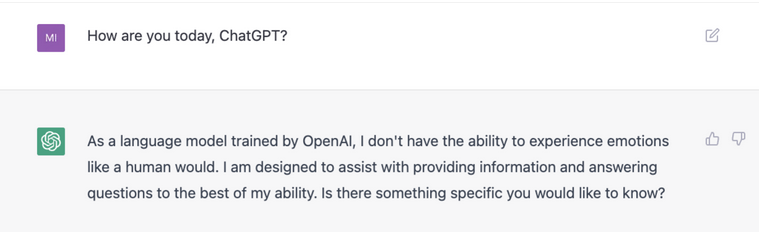 MI
How are you today, ChatGPT?
As a language model trained by OpenAI, I don't have the ability to experience emotions
like a human would. I am designed to assist with providing information and answering
questions to the best of my ability. Is there something specific you would like to know?